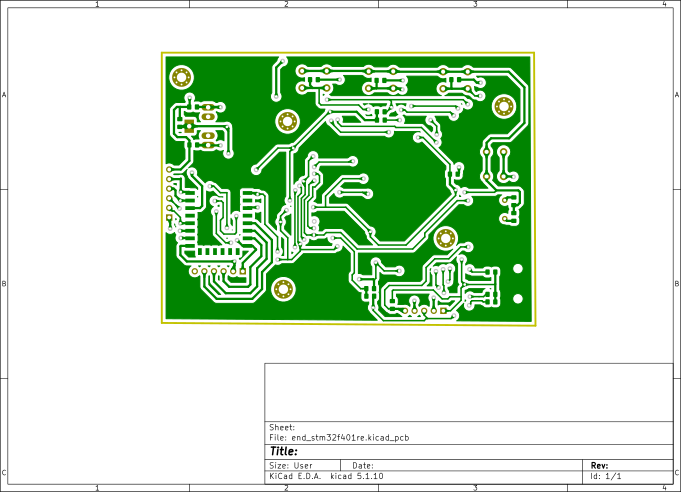 1 2 3 4
A A
B B
Sheet:
File: end_stm32f401re.kicad_pcb
Title:
Size: User Date: Rev:
KiCad E.D.A. kicad 5.1.10 Id: 1/1
C C
1 2 3 4